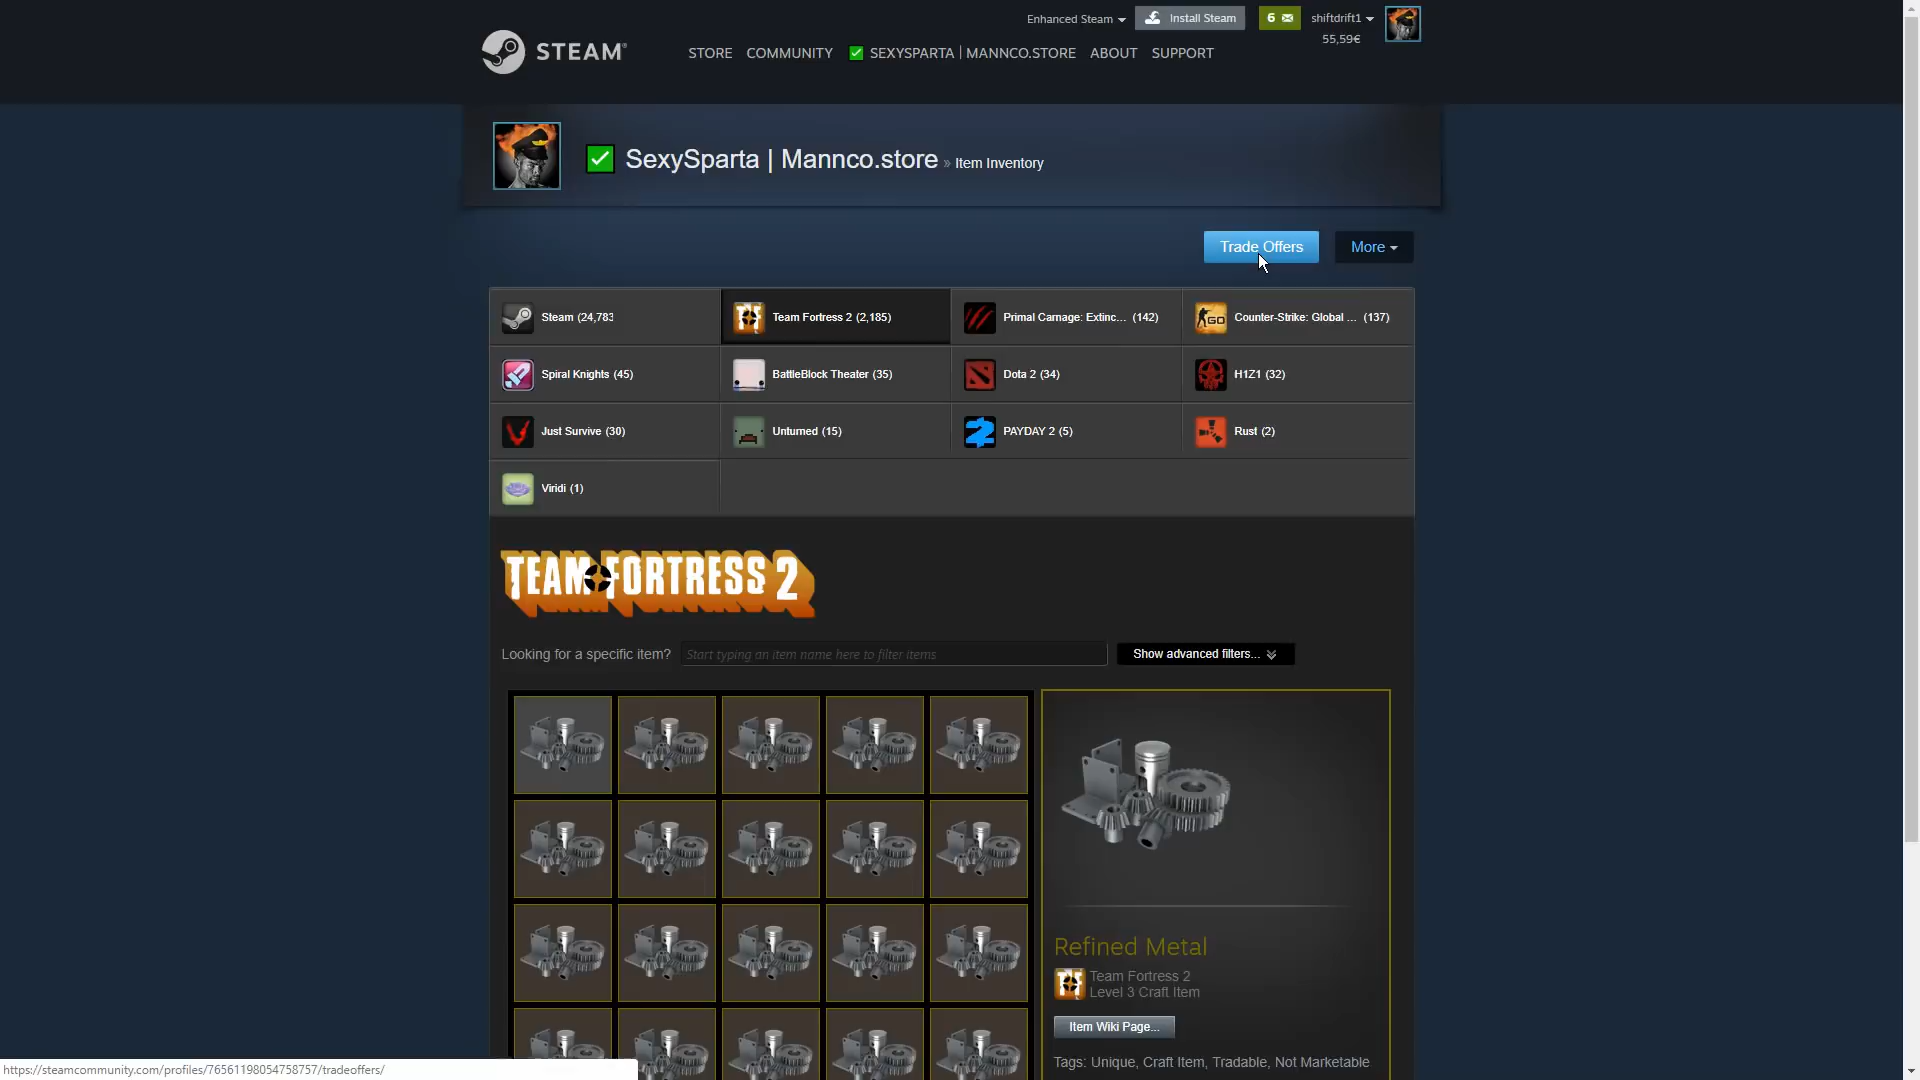 Enhanced Steam
Install Steam
6
shiftdrift1
55,59€
STEAM®
STORE COMMUNITY SEXYSPARTA | MANNCO.STORE ABOUT SUPPORT
SexySparta | Mannco.store » Item Inventory
Trade Offers
More
Steam (24,783
Team Fortress 2 (2,185)
Primal Carnage: Extinc... (142)
Counter-Strike: Global ... (137)
Spiral Knights (45)
BattleBlock Theater (35)
Dota 2 (34)
H1Z1 (32)
Just Survive (30)
Unturned (15)
PAYDAY 2 (5)
Rust (2)
Viridi (1)
TEAM FORTRESS 2
Looking for a specific item?
Start typing an item name here to filter items
Show advanced filters...
Refined Metal
Team Fortress 2
Level 3 Craft Item
Item Wiki Page...
Tags: Unique, Craft Item, Tradable, Not Marketable
https://steamcommunity.com/profiles/76561198054758757/tradeoffers/